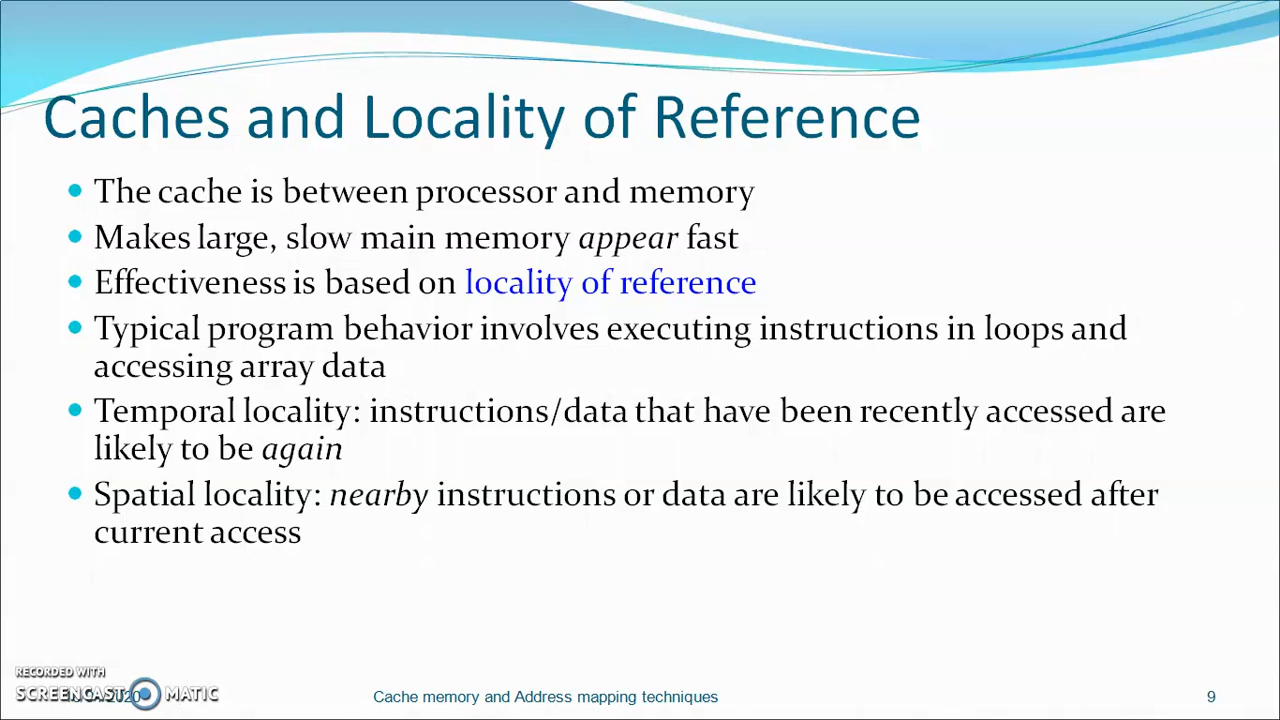 Caches and Locality of Reference
The cache is between processor and memory
Makes large, slow main memory appear fast
Effectiveness is based on locality of reference
Typical program behavior involves executing instructions in loops and
accessing array data
Temporal locality: instructions/data that have been recently accessed are
likely to be again
Spatial locality: nearby instructions or data are likely to be accessed after
current access
RECORDED WITH
SCREENCAST MATIC
2020
Cache memory and Address mapping techniques
9